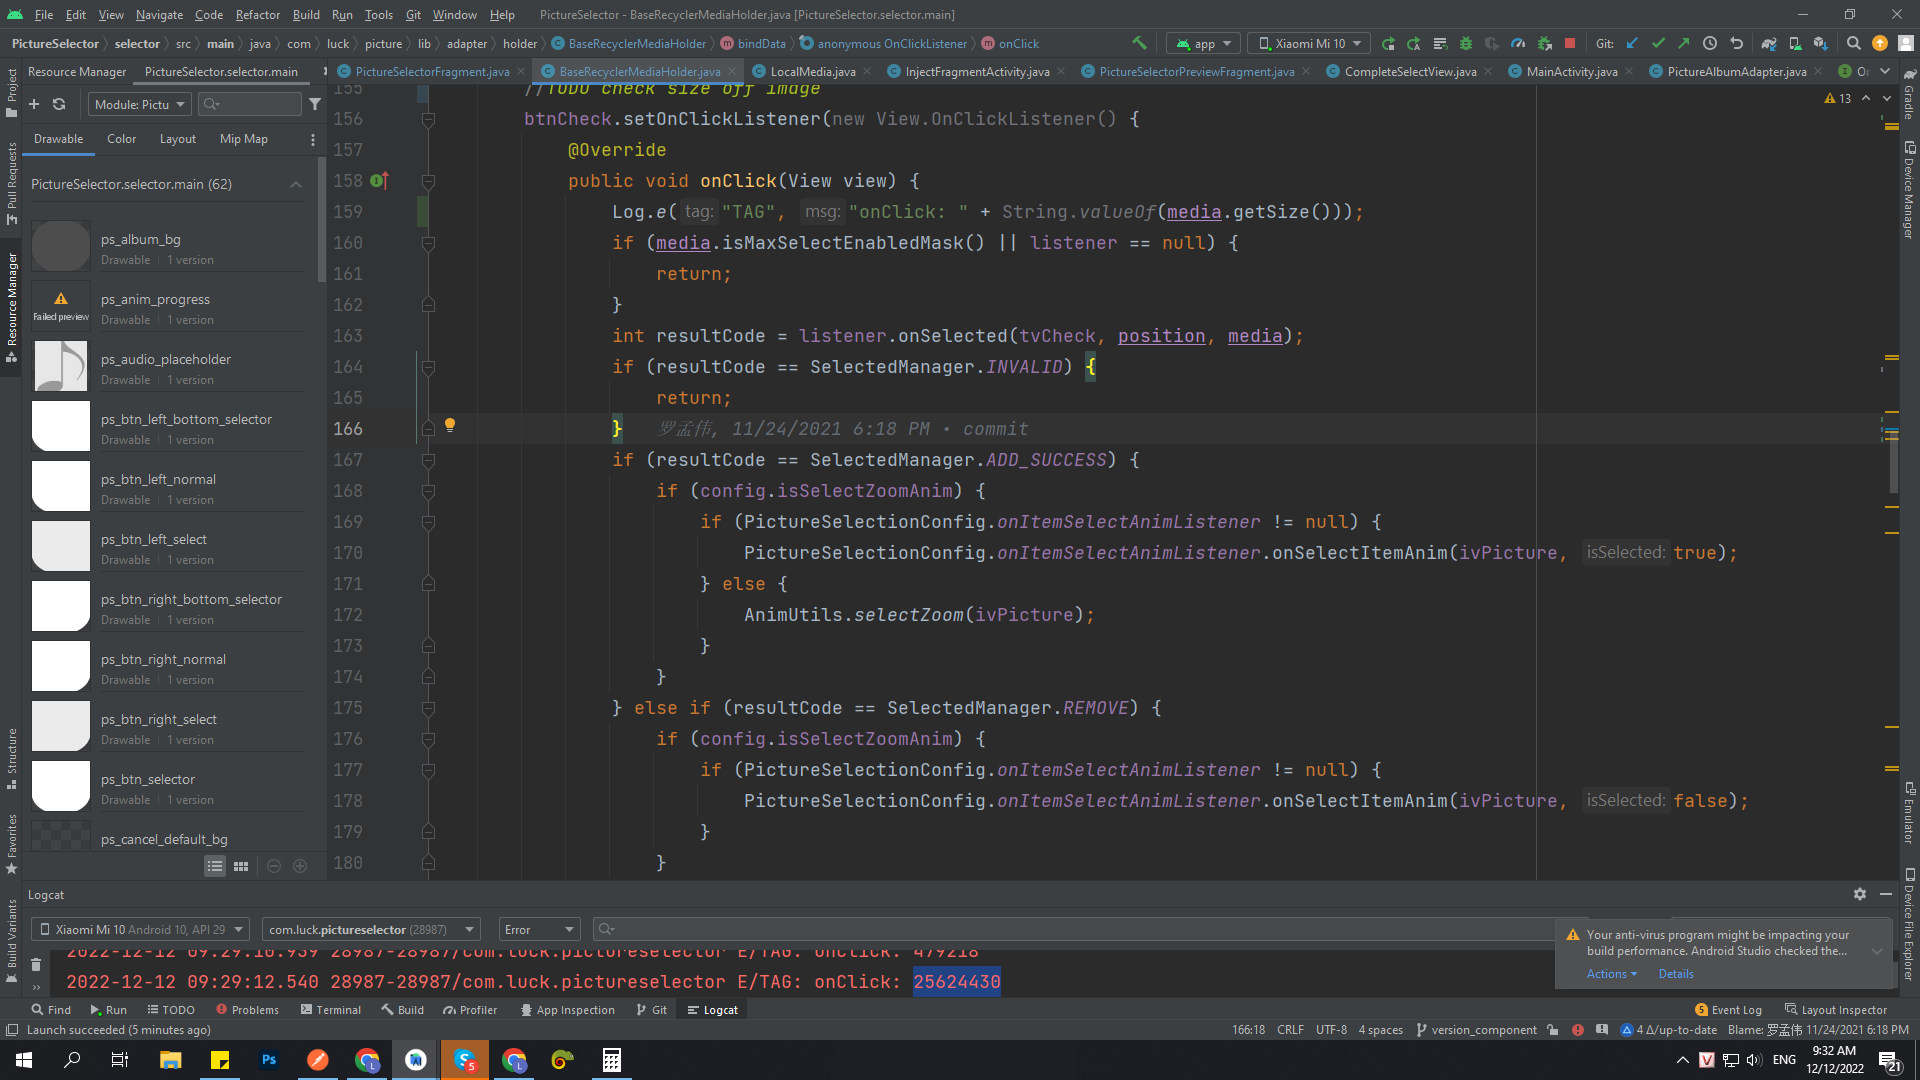 File Edit View Navigate Code Refactor Build Run Tools Git Window Help PictureSelector - BaseRecyclerMediaHolder.java [PictureSelector.selector.main]
PictureSelector selector src main java com luck picture lib adapter holder BaseRecyclerMediaHolder bindData anonymous OnClickListener onClick app Xiaomi Mi 10 Git:
Resource Manager PictureSelector.selector.main PictureSelectorFragment.java BaseRecyclerMediaHolder.java LocalMedia.java InjectFragmentActivity.java PictureSelectorPreviewFragment.java CompleteSelectView.java MainActivity.java PictureAlbumAdapter.java Or
Module: Pictu
Drawable Color Layout Mip Map
PictureSelector.selector.main (62)
ps_album_bg
Drawable 1 version
ps_anim_progress
Failed preview
Drawable 1 version
ps_audio_placeholder
Drawable 1 version
ps_btn_left_bottom_selector
Drawable 1 version
ps_btn_left_normal
Drawable 1 version
ps_btn_left_select
Drawable 1 version
ps_btn_right_bottom_selector
Drawable 1 version
ps_btn_right_normal
Drawable 1 version
ps_btn_right_select
Drawable 1 version
ps_btn_selector
Drawable 1 version
ps_cancel_default_bg
Project
Pull Requests
Resource Manager
Structure
Favorites
Build Variants
13
155 //TODO check size off image
156 btnCheck.setOnClickListener(new View.OnClickListener() {
157 @Override
158 public void onClick(View view) {
159 Log.e( tag: "TAG", msg: "onClick: " + String.valueOf(media.getSize()));
160 if (media.isMaxSelectEnabledMask() || listener == null) {
161 return;
162 }
163 int resultCode = listener.onSelected(tvCheck, position, media);
164 if (resultCode == SelectedManager.INVALID) {
165 return;
166 } 罗孟伟, 11/24/2021 6:18 PM • commit
167 if (resultCode == SelectedManager.ADD_SUCCESS) {
168 if (config.isSelectZoomAnim) {
169 if (PictureSelectionConfig.onItemSelectAnimListener != null) {
170 PictureSelectionConfig.onItemSelectAnimListener.onSelectItemAnim(ivPicture, isSelected: true);
171 } else {
172 AnimUtils.selectZoom(ivPicture);
173 }
174 }
175 } else if (resultCode == SelectedManager.REMOVE) {
176 if (config.isSelectZoomAnim) {
177 if (PictureSelectionConfig.onItemSelectAnimListener != null) {
178 PictureSelectionConfig.onItemSelectAnimListener.onSelectItemAnim(ivPicture, isSelected: false);
179 }
180 }
Gradle
Device Manager
Emulator
Device File Explorer
Logcat
Xiaomi Mi 10 Android 10, API 29 com.luck.pictureselector (28987) Error
2022-12-12 09:29:10.939 28987-28987/com.luck.pictureselector E/TAG: onClick: 479218
2022-12-12 09:29:12.540 28987-28987/com.luck.pictureselector E/TAG: onClick: 25624430
Your anti-virus program might be impacting your
build performance. Android Studio checked the...
Actions Details
Find Run TODO Problems Terminal Build Profiler App Inspection Git Logcat 5 Event Log Layout Inspector
Launch succeeded (5 minutes ago) 166:18 CRLF UTF-8 4 spaces version_component 4 Δ/up-to-date Blame: 罗孟伟 11/24/2021 6:18 PM
Ps L S 5 L V ENG 9:32 AM
12/12/2022 21